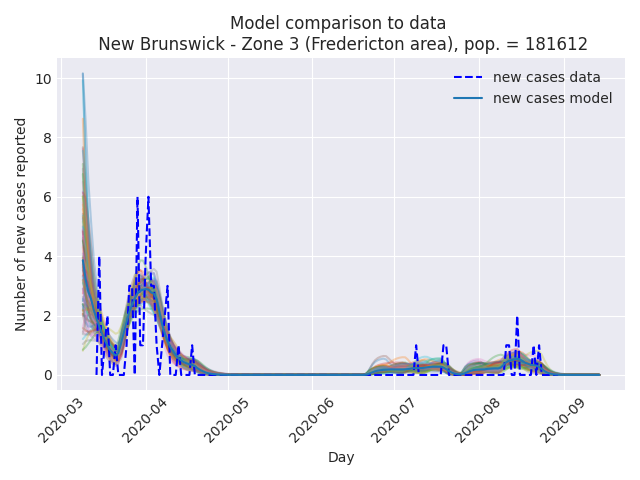 Model comparison to data
New Brunswick - Zone 3 (Fredericton area), pop. = 181612
new cases data
new cases model
Number of new cases reported
10
8
6
4
2
0
2020-03
2020-04
2020-05
2020-06
2020-07
2020-08
2020-09
Day